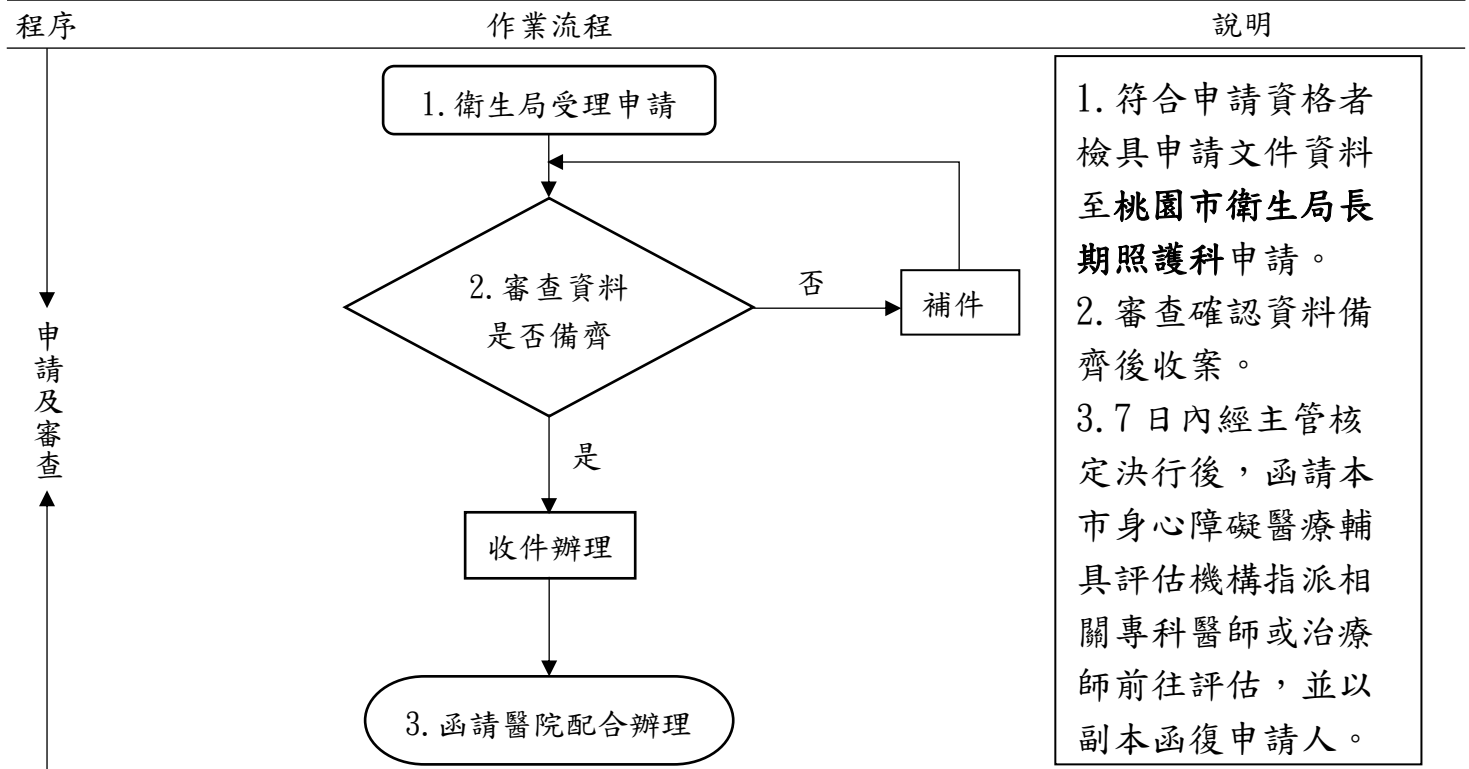 程序 作業流程 說明
1.衛生局受理申請
2.審查資料
是否備齊
否
補件
是
收件辦理
3.函請醫院配合辦理
申請及審查
1.符合申請資格者
檢具申請文件資料
至桃園市衛生局長
期照護科申請。
2.審查確認資料備
齊後收案。
3.7日內經主管核
定決行後，函請本
市身心障礙醫療輔
具評估機構指派相
關專科醫師或治療
師前往評估，並以
副本函復申請人。